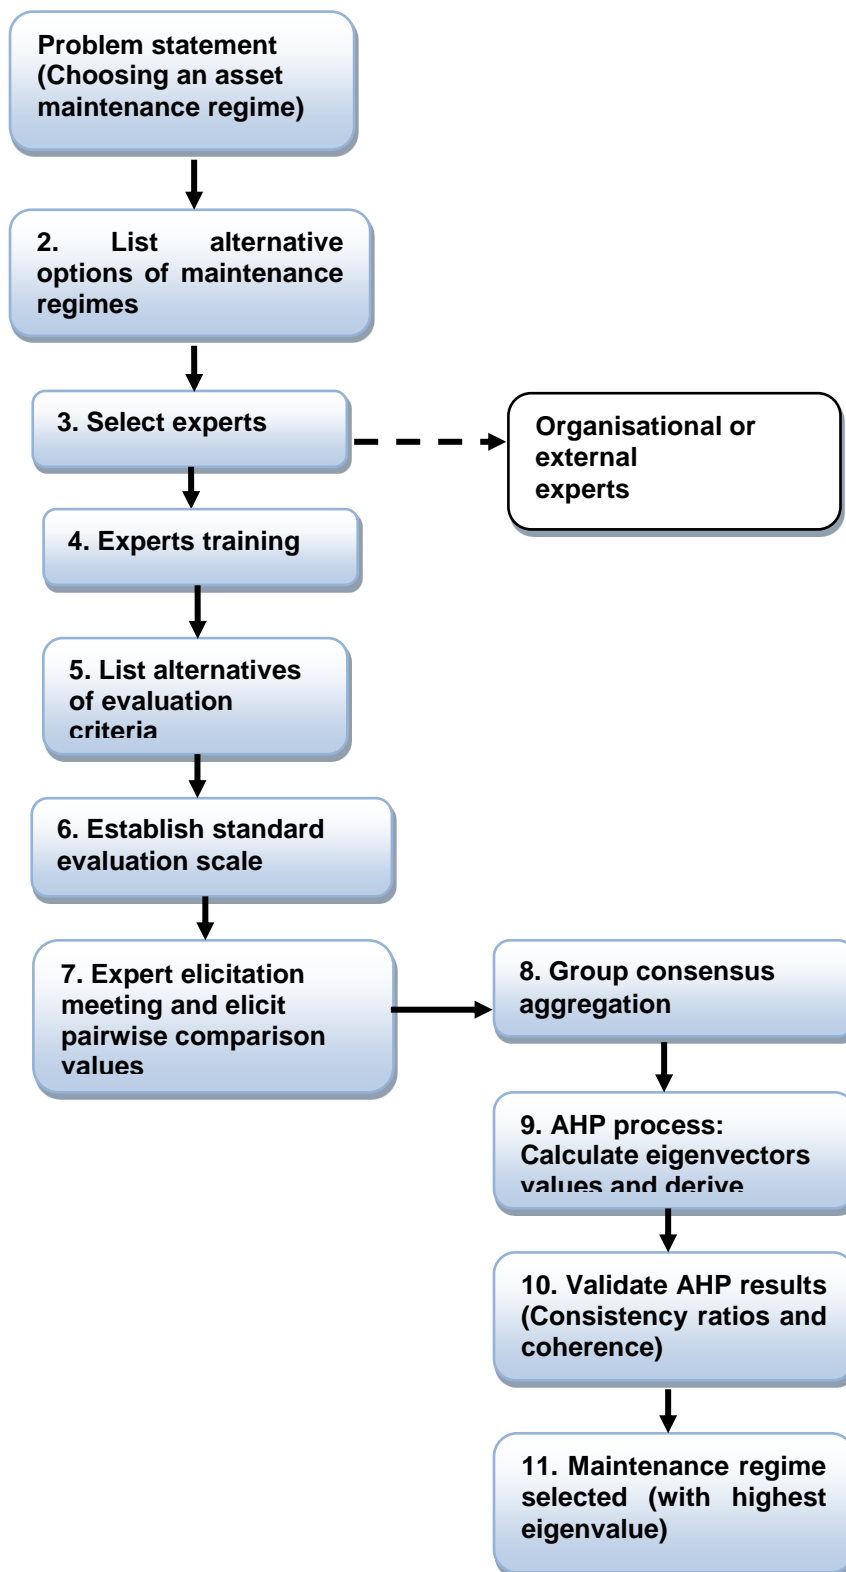 Problem statement
(Choosing an asset
maintenance regime)
2. List alternative
options of maintenance
regimes
3. Select experts
Organisational or
external
experts
4. Experts training
5. List alternatives
of evaluation
criteria
6. Establish standard
evaluation scale
7. Expert elicitation
meeting and elicit
pairwise comparison
values
8. Group consensus
aggregation
9. AHP process:
Calculate eigenvectors
values and derive
10. Validate AHP results
(Consistency ratios and
coherence)
11. Maintenance regime
selected (with highest
eigenvalue)